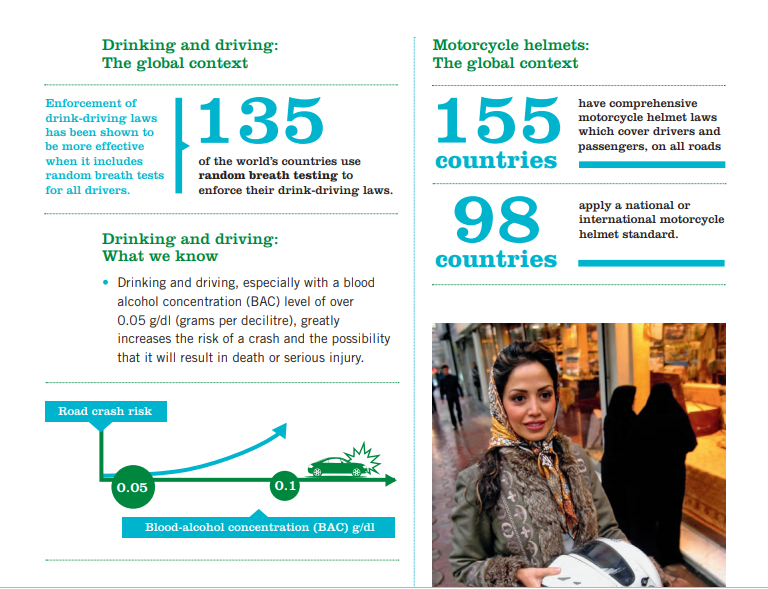 Drinking and driving:
The global context
Enforcement of
drink-driving laws
has been shown to
be more effective
when it includes
random breath tests
for all drivers.
135
of the world's countries use
random breath testing to
enforce their drink-driving laws.
Drinking and driving:
What we know
• Drinking and driving, especially with a blood
alcohol concentration (BAC) level of over
0.05 g/dl (grams per decilitre), greatly
increases the risk of a crash and the possibility
that it will result in death or serious injury.
Road crash risk
0.05
0.1
Blood-alcohol concentration (BAC) g/dl
Motorcycle helmets:
The global context
155
countries
have comprehensive
motorcycle helmet laws
which cover drivers and
passengers, on all roads
98
countries
apply a national or
international motorcycle
helmet standard.